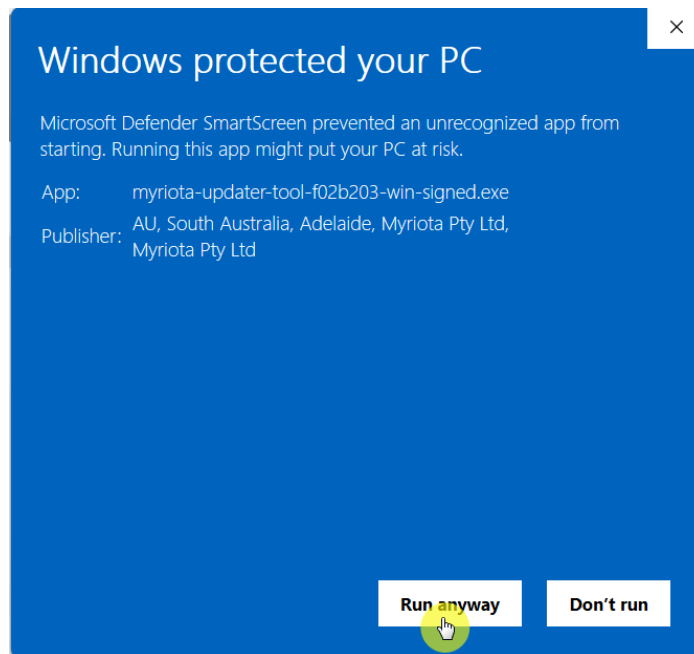 Windows protected your PC
Microsoft Defender SmartScreen prevented an unrecognized app from
starting. Running this app might put your PC at risk.
App: myriota-updater-tool-f02b203-win-signed.exe
Publisher: AU, South Australia, Adelaide, Myriota Pty Ltd,
Myriota Pty Ltd
Run anyway Don't run